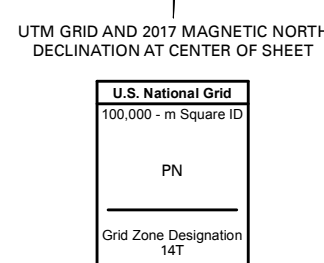 UTM GRID AND 2017 MAGNETIC NORTH
DECLINATION AT CENTER OF SHEET
U.S. National Grid
100,000 - m Square ID
PN
Grid Zone Designation
14T